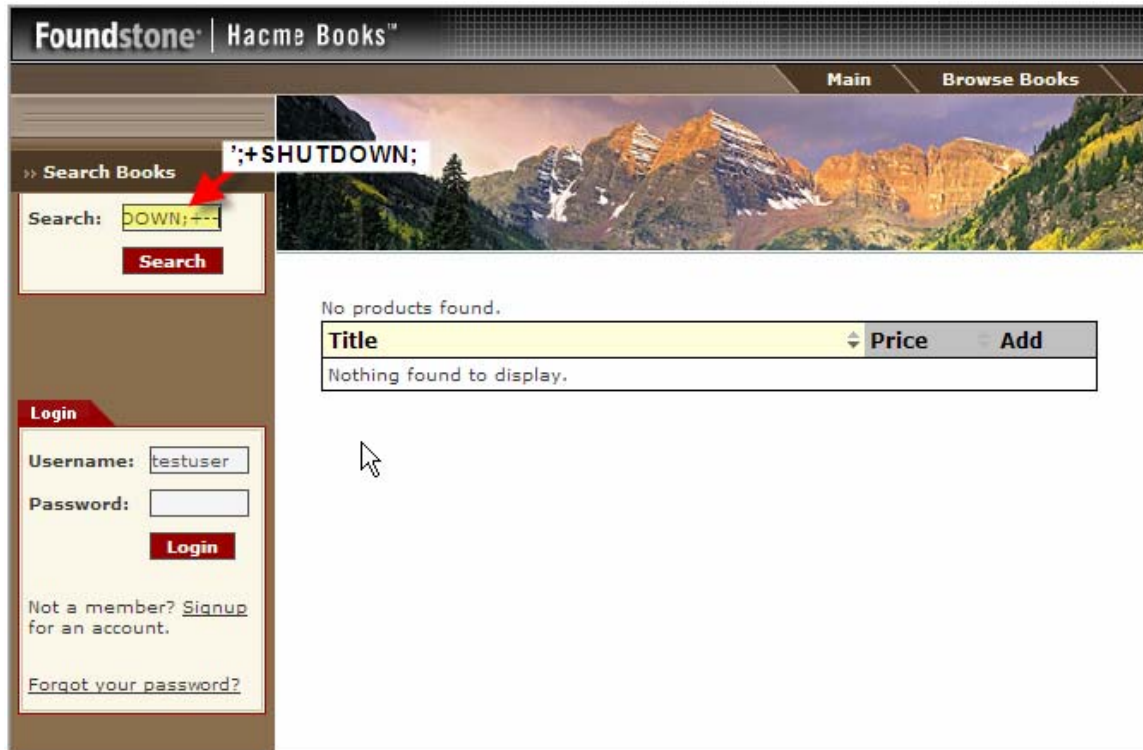 Foundstone® | Hacme Books™
Main Browse Books
» Search Books
’;+SHUTDOWN;
Search: DOWN;+--
Search
No products found.
Title Price Add
Nothing found to display.
Login
Username: testuser
Password:
Login
Not a member? Signup
for an account.
Forgot your password?